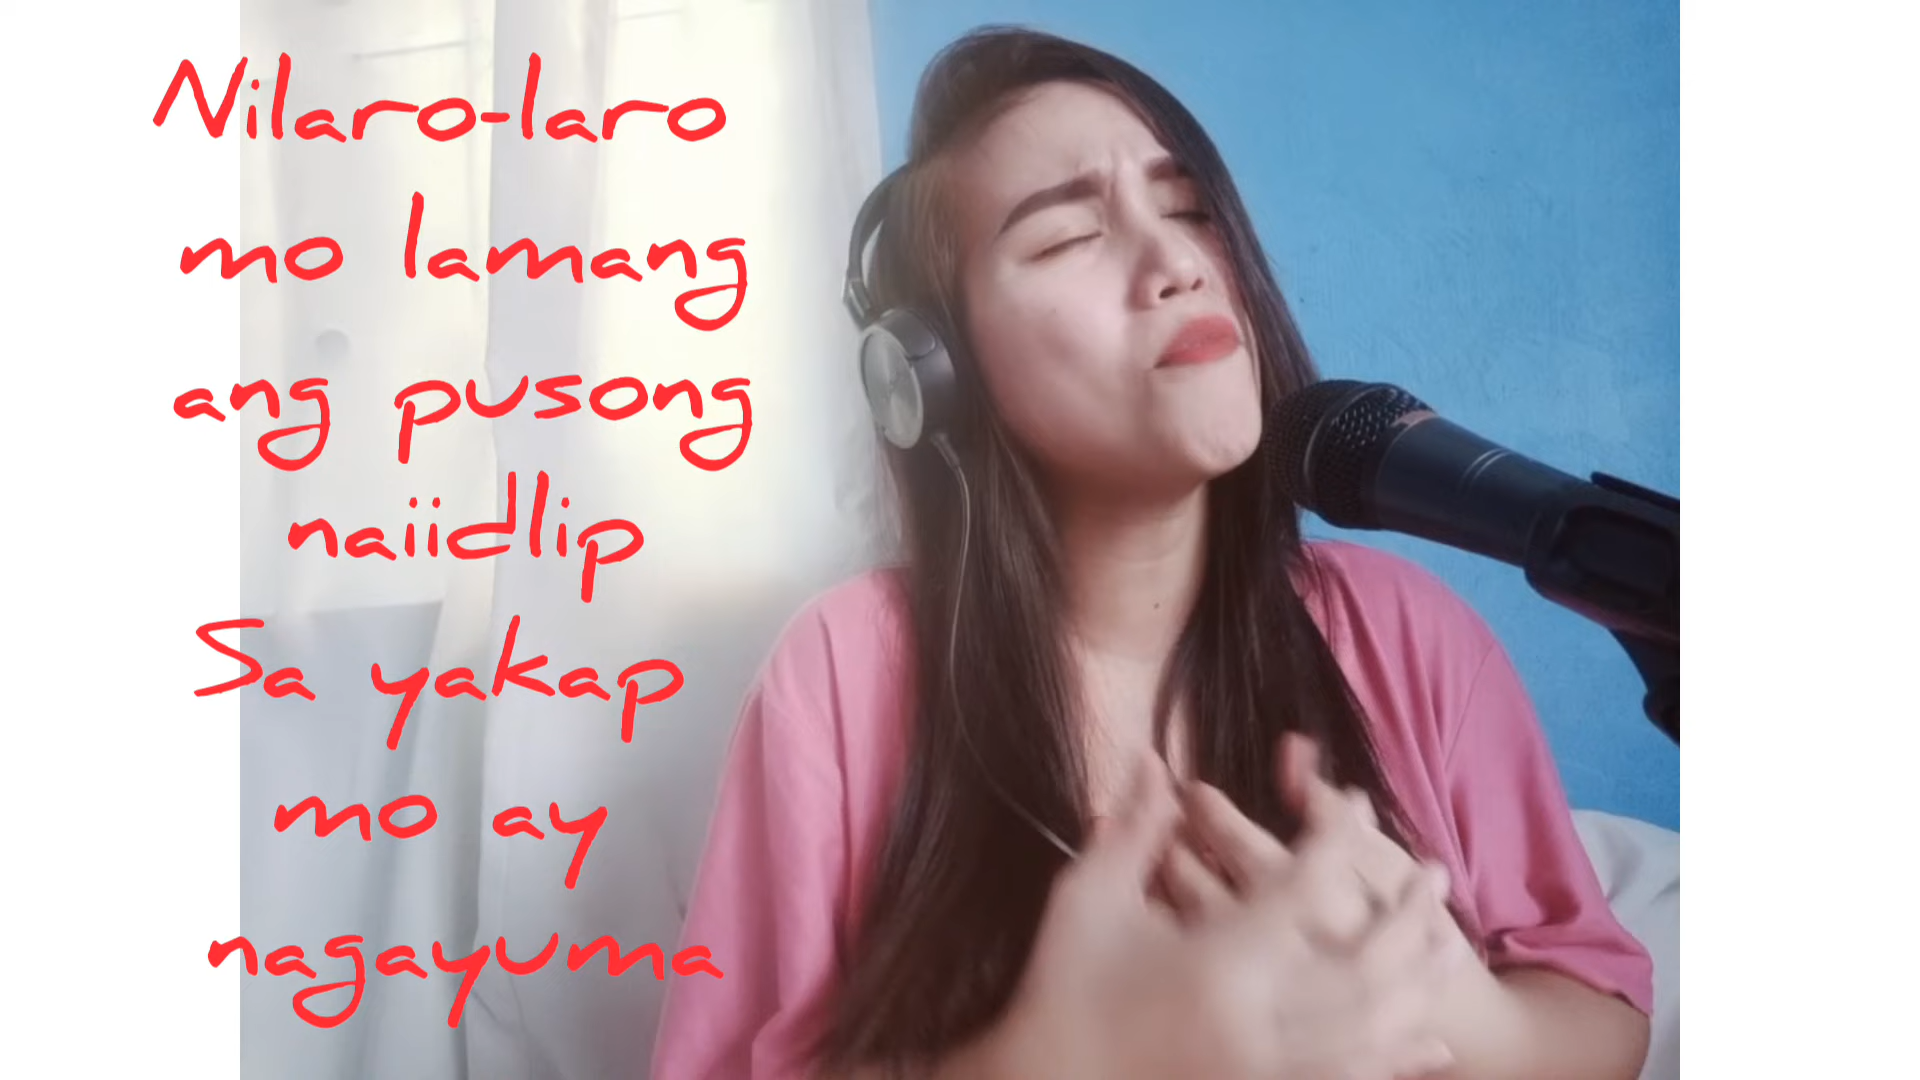 Nilaro-laro
mo lamang
ang pusong
naiidlip
Sa yakap
mo ay
nagayuma